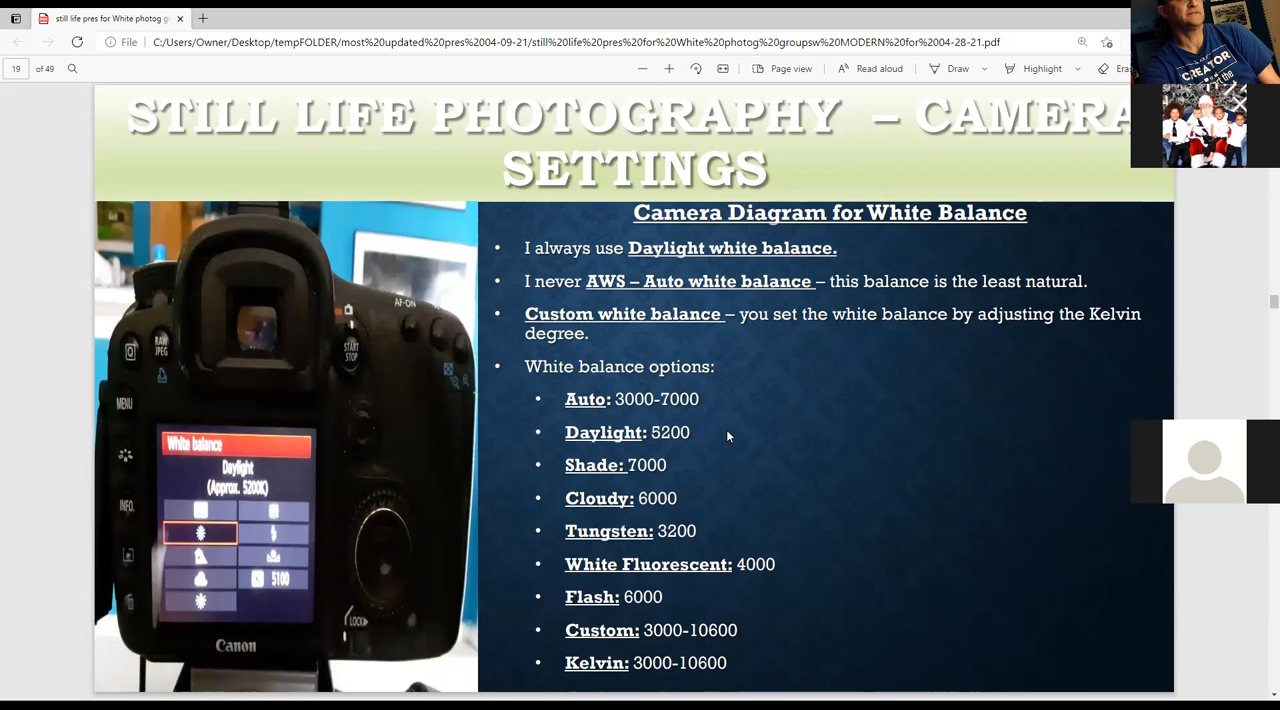 still life pres for White photog g
File
C:/Users/Owner/Desktop/tempFOLDER/most%20updated%20pres%2004-09-21/still%20life%20pres%20for%20White%20photog%20groupsw%20MODERN%20for%2004-28-21.pdf
19 of 49
Page view
Read aloud
Draw
Highlight
STILL LIFE PHOTOGRAPHY – CAMERA
SETTINGS
CREATOR
Camera Diagram for White Balance
• I always use Daylight white balance.
• I never AWS – Auto white balance – this balance is the least natural.
• Custom white balance – you set the white balance by adjusting the Kelvin
degree.
• White balance options:
• Auto: 3000-7000
• Daylight: 5200
• Shade: 7000
• Cloudy: 6000
• Tungsten: 3200
• White Fluorescent: 4000
• Flash: 6000
• Custom: 3000-10600
• Kelvin: 3000-10600
AF-ON
RAW
JPEG
START
STOP
Q
MENU
INFO.
White balance
Daylight
(Approx. 5200K)
K 5100
LOCK
Canon